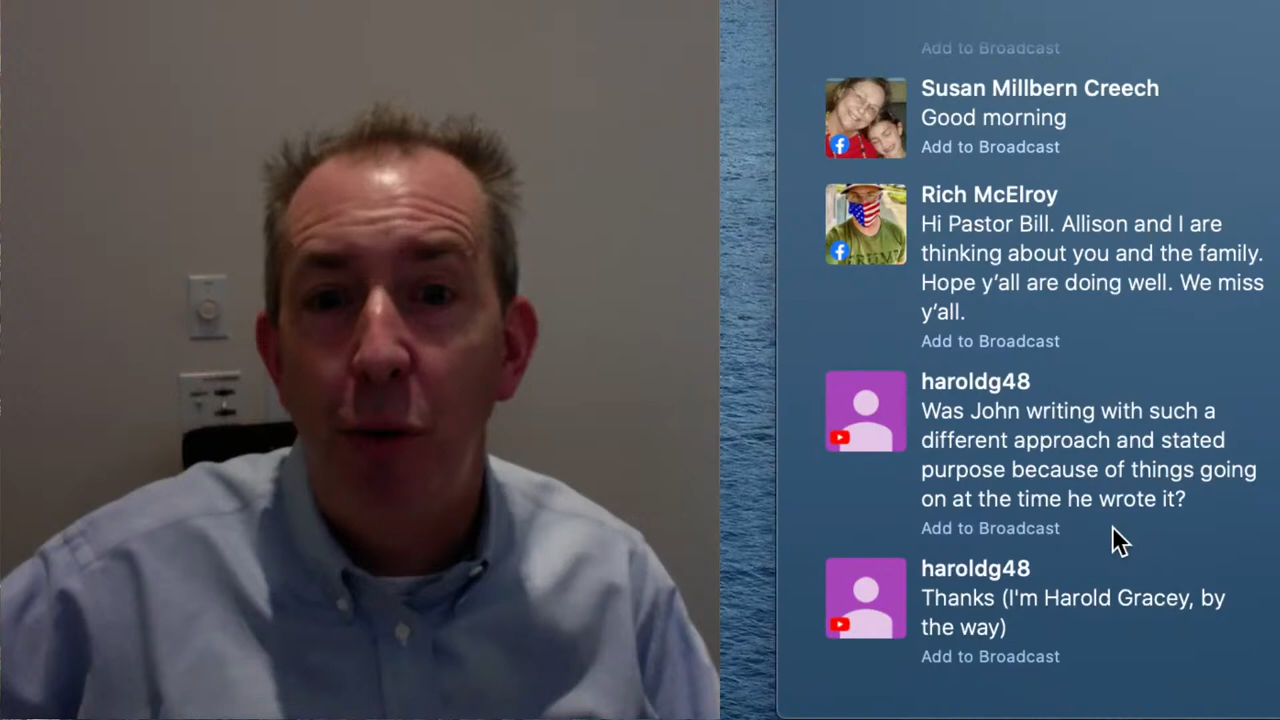 Add to Broadcast
Susan Millbern Creech
Good morning
Add to Broadcast
Rich McElroy
Hi Pastor Bill. Allison and I are
thinking about you and the family.
Hope y’all are doing well. We miss
y’all.
Add to Broadcast
haroldg48
Was John writing with such a
different approach and stated
purpose because of things going
on at the time he wrote it?
Add to Broadcast
haroldg48
Thanks (I'm Harold Gracey, by
the way)
Add to Broadcast